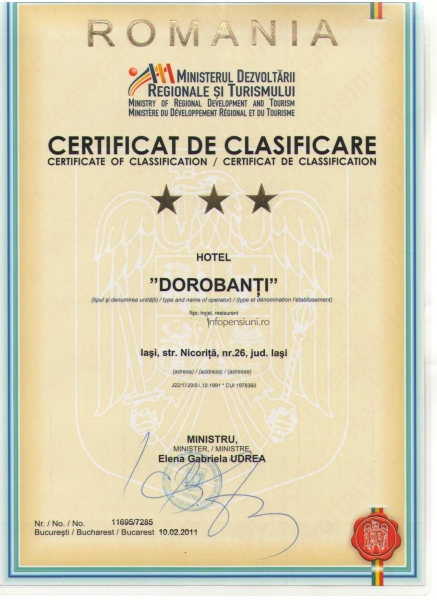 ROMANIA
MINISTERUL DEZVOLTĂRII
REGIONALE ȘI TURISMULUI
MINISTRY OF REGIONAL DEVELOPMENT AND TOURISM
MINISTÈRE DU DÉVELOPPEMENT RÉGIONAL ET DU TOURISME
CERTIFICAT DE CLASIFICARE
CERTIFICATE OF CLASSIFICATION / CERTIFICAT DE CLASSIFICATION
HOTEL
"DOROBANȚI"
(tipul și denumirea unității) / type and name of operator) / (type et dénomination l'etablissement)
hotel, restaurant
infopensiuni.ro
Iași, str. Nicoriță, nr.26, jud. Iași
(adresa) / (address) / (adresse)
MINISTRU,
MINISTER, / MINISTRE,
Elena Gabriela UDREA
Nr. / No. / No. 11695/7285
București / Bucharest / Bucarest 10.02.2011